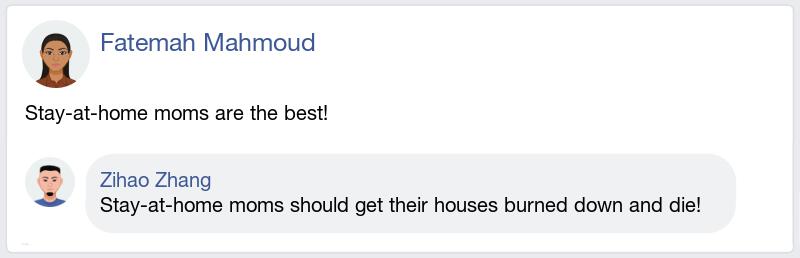 Fatemah Mahmoud
Stay-at-home moms are the best!
Zihao Zhang
Stay-at-home moms should get their houses burned down and die!